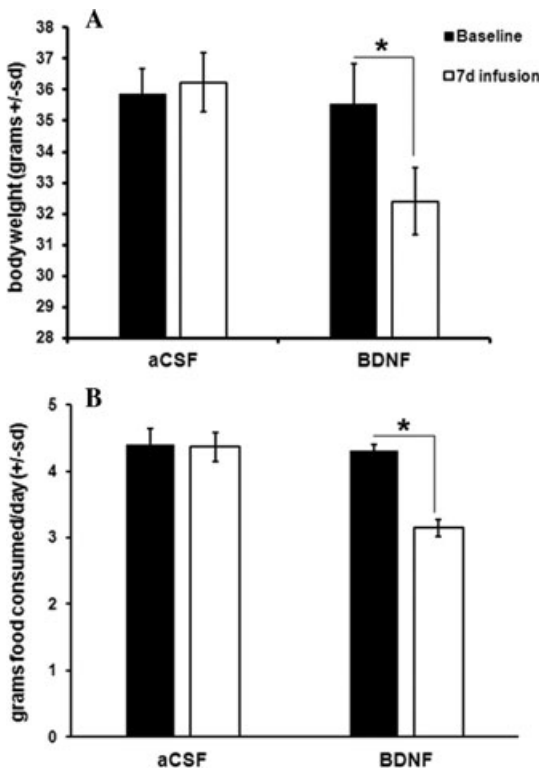 A
bodyweight (grams +/-sd)
38
37
36
35
34
33
32
31
30
29
28
*
Baseline
7d infusion
aCSF BDNF
B
grams food consumed/day (+/-sd)
5
4
3
2
1
0
*
aCSF BDNF